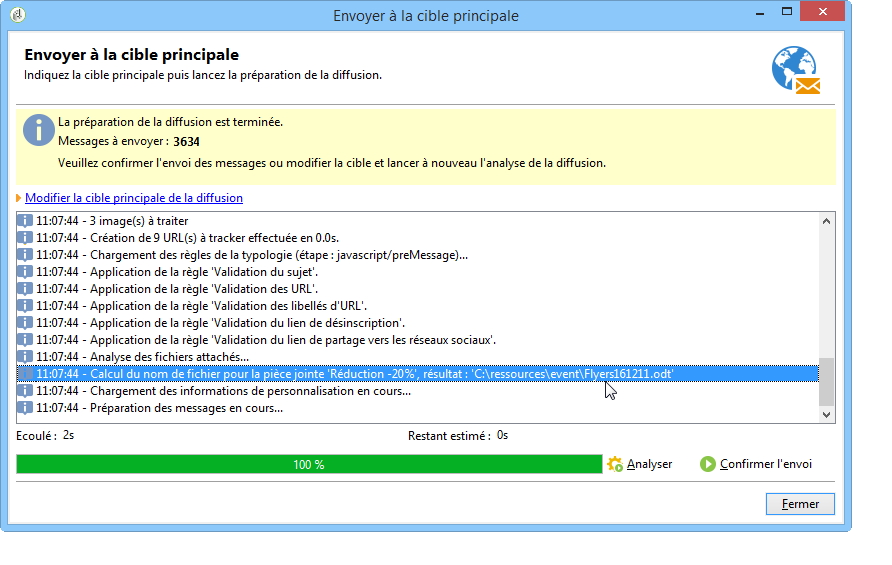 Envoyer à la cible principale
Envoyer à la cible principale
Indiquez la cible principale puis lancez la préparation de la diffusion.
La préparation de la diffusion est terminée.
Messages à envoyer : 3634
Veuillez confirmer l'envoi des messages ou modifier la cible et lancer à nouveau l'analyse de la diffusion.
Modifier la cible principale de la diffusion
11:07:44 - 3 image(s) à traiter
11:07:44 - Création de 9 URL(s) à tracker effectuée en 0.0s.
11:07:44 - Chargement des règles de la typologie (étape : javascript/preMessage)...
11:07:44 - Application de la règle 'Validation du sujet'.
11:07:44 - Application de la règle 'Validation des URL'.
11:07:44 - Application de la règle 'Validation des libellés d'URL'.
11:07:44 - Application de la règle 'Validation du lien de désinscription'.
11:07:44 - Application de la règle 'Validation du lien de partage vers les réseaux sociaux'.
11:07:44 - Analyse des fichiers attachés...
11:07:44 - Calcul du nom de fichier pour la pièce jointe 'Réduction -20%', résultat : 'C:\ressources\event\Flyers161211.odt'
11:07:44 - Chargement des informations de personnalisation en cours...
11:07:44 - Préparation des messages en cours...
Ecoulé : 2s Restant estimé : 0s
100 % Analyser Confirmer l'envoi
Fermer